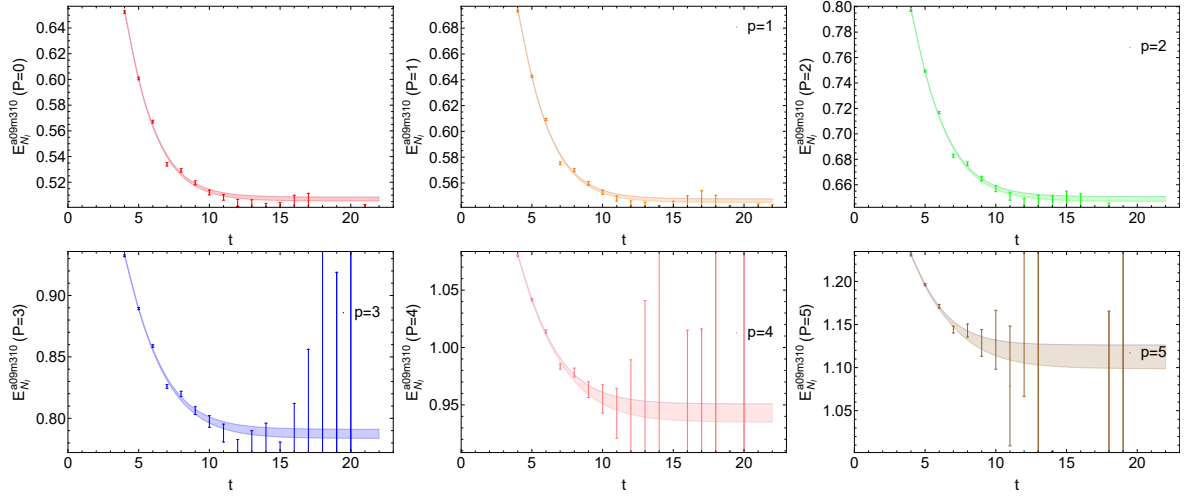 E_{N_l}^{a09m310} (P=0)
0.64
0.62
0.60
0.58
0.56
0.54
0.52
0 5 10 15 20
t
E_{N_l}^{a09m310} (P=1)
0.68
0.66
0.64
0.62
0.60
0.58
0.56
p=1
0 5 10 15 20
t
E_{N_l}^{a09m310} (P=2)
0.80
0.78
0.76
0.74
0.72
0.70
0.68
0.66
p=2
0 5 10 15 20
t
E_{N_l}^{a09m310} (P=3)
0.90
0.85
0.80
p=3
0 5 10 15 20
t
E_{N_l}^{a09m310} (P=4)
1.05
1.00
0.95
p=4
0 5 10 15 20
t
E_{N_l}^{a09m310} (P=5)
1.20
1.15
1.10
1.05
p=5
0 5 10 15 20
t